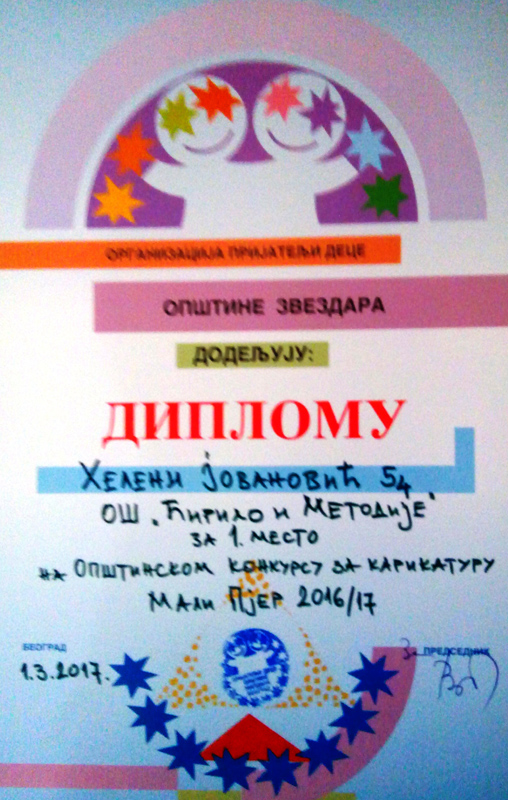 ОРГАНИЗАЦИЈА ПРИЈАТЕЉИ ДЕЦЕ
ОПШТИНЕ ЗВЕЗДАРА
ДОДЕЉУЈУ:
ДИПЛОМУ
Хелени Јовановић 54
ОШ „Ћирило и Методије"
за 1. место
на Општинском конкурсу за карикатуру
Мали Пјер 2016/17
БЕОГРАД
1.3.2017.
За ПРЕДСЕДНИК